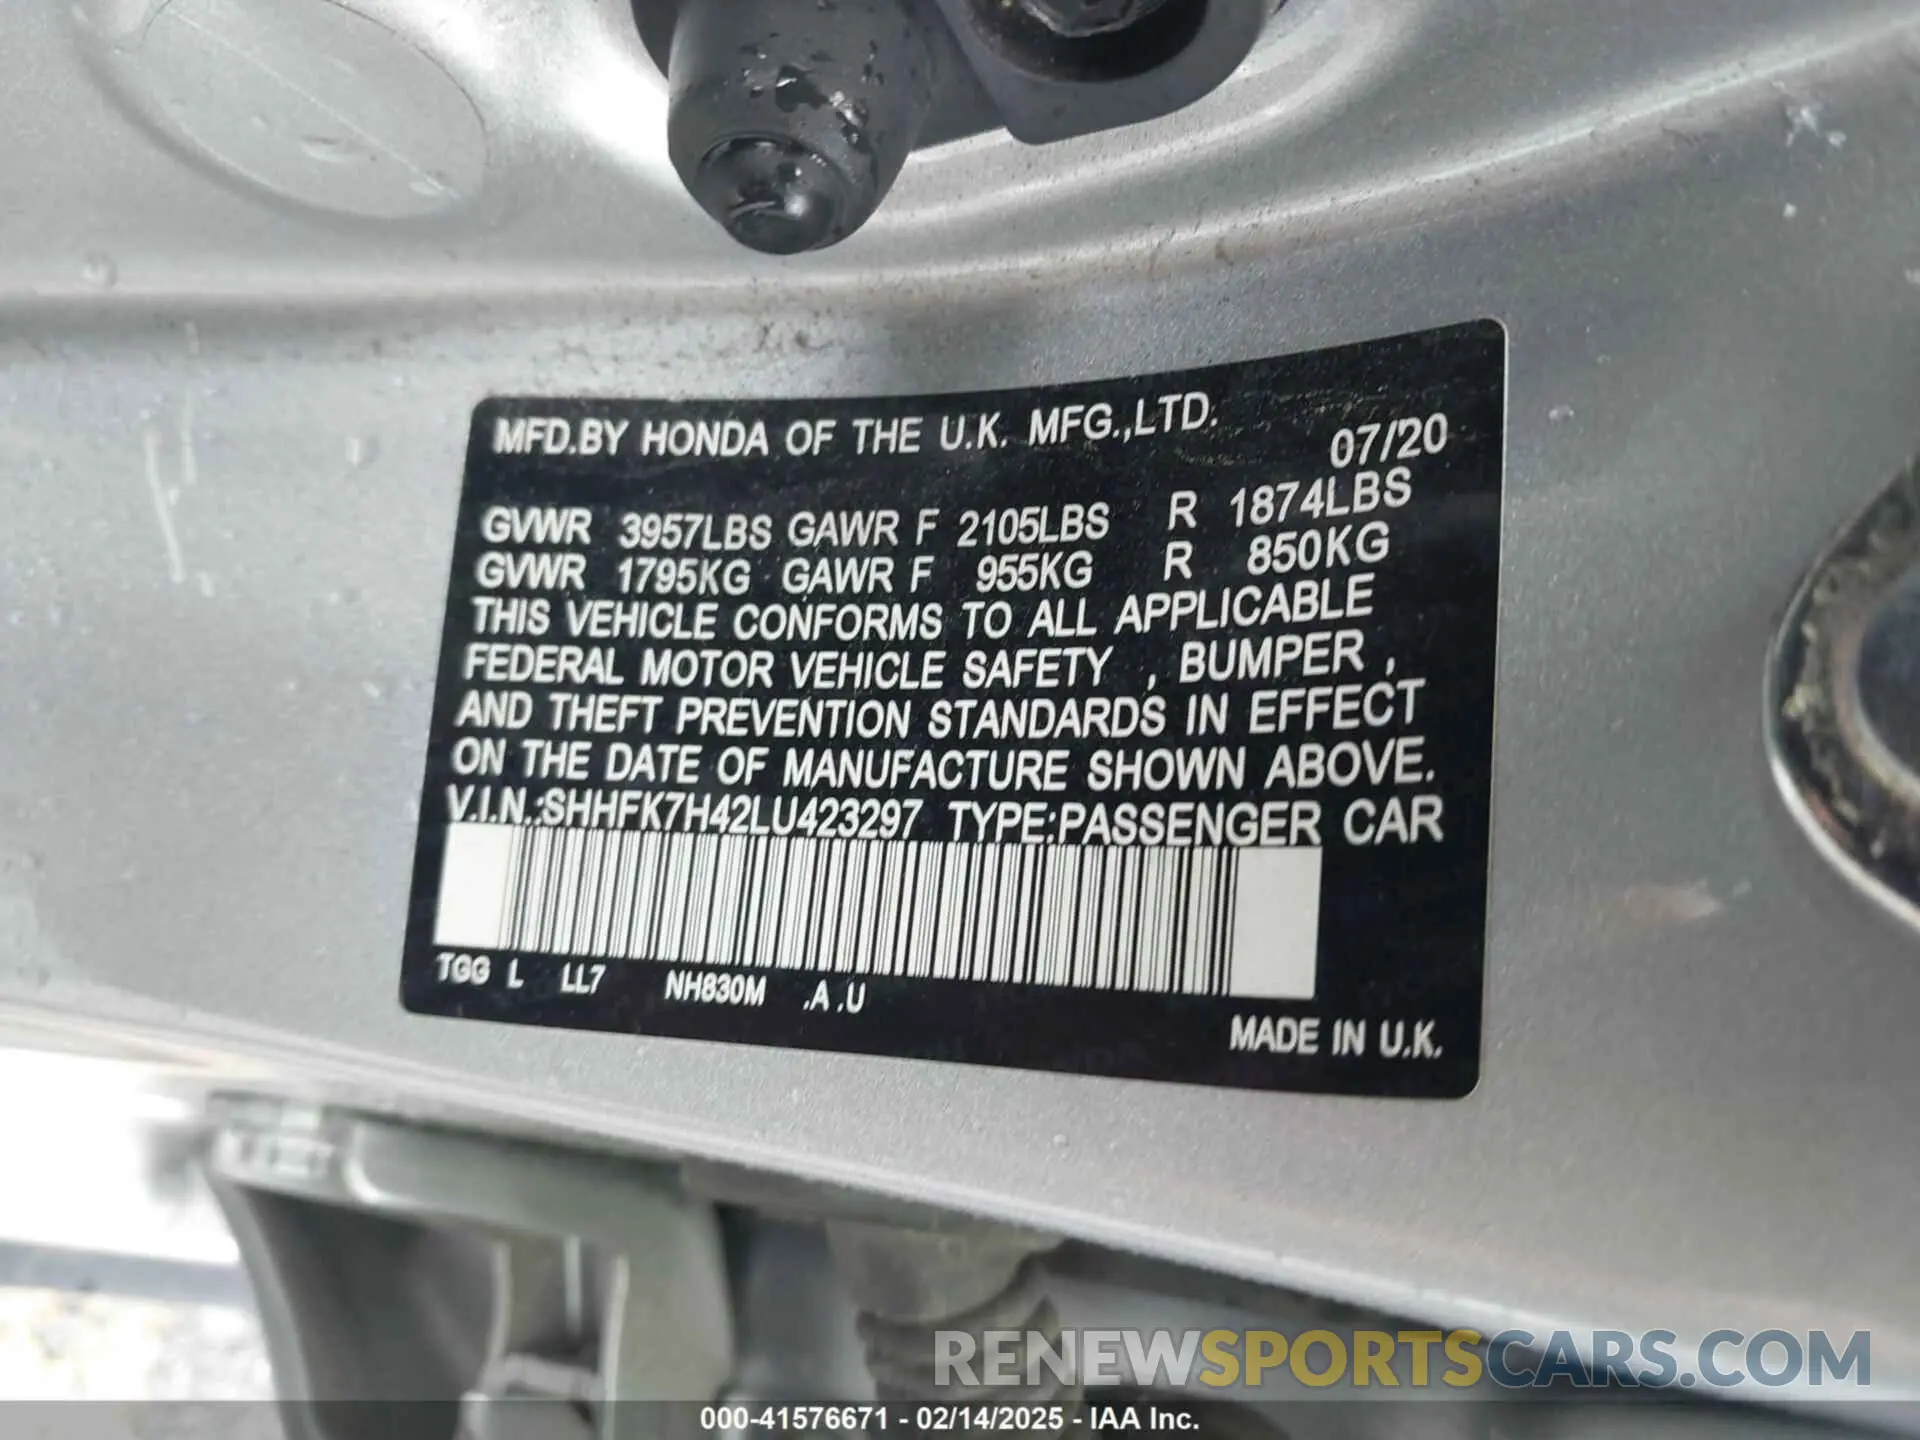 MFD.BY HONDA OF THE U.K. MFG.,LTD.
07/20
GVWR 3957LBS GAWR F 2105LBS R 1874LBS
GVWR 1795KG GAWR F 955KG R 850KG
THIS VEHICLE CONFORMS TO ALL APPLICABLE
FEDERAL MOTOR VEHICLE SAFETY , BUMPER ,
AND THEFT PREVENTION STANDARDS IN EFFECT
ON THE DATE OF MANUFACTURE SHOWN ABOVE.
V.I.N.:SHHFK7H42LU423297 TYPE:PASSENGER CAR
TGG L LL7 NH830M .A .U
MADE IN U.K.
RENEWSPORTSCARS.COM
000-41576671 - 02/14/2025 - IAA Inc.